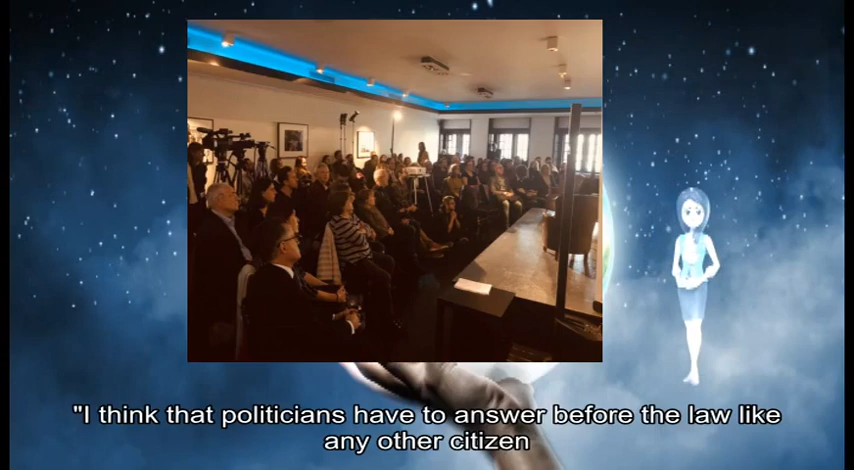 "I think that politicians have to answer before the law like
any other citizen